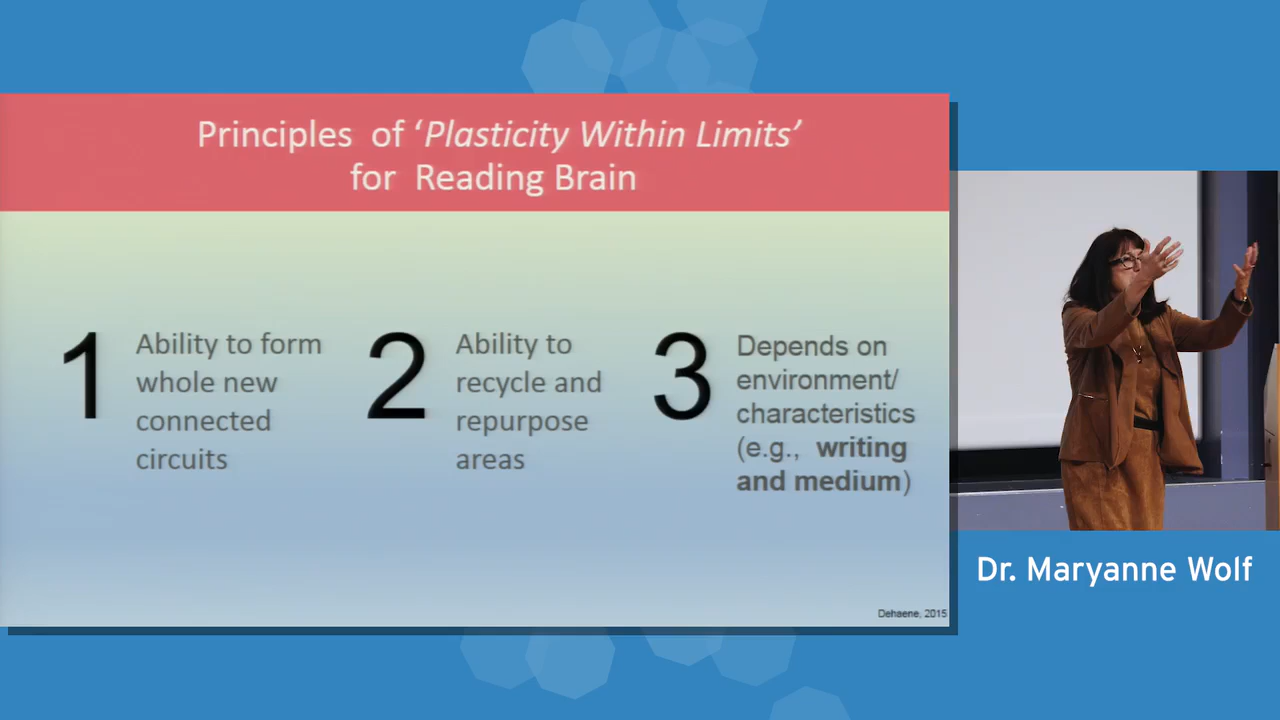 Principles of ‘Plasticity Within Limits’
for Reading Brain
1
Ability to form
whole new
connected
circuits
2
Ability to
recycle and
repurpose
areas
3
Depends on
environment/
characteristics
(e.g., writing
and medium)
Dehaene, 2015
Dr. Maryanne Wolf